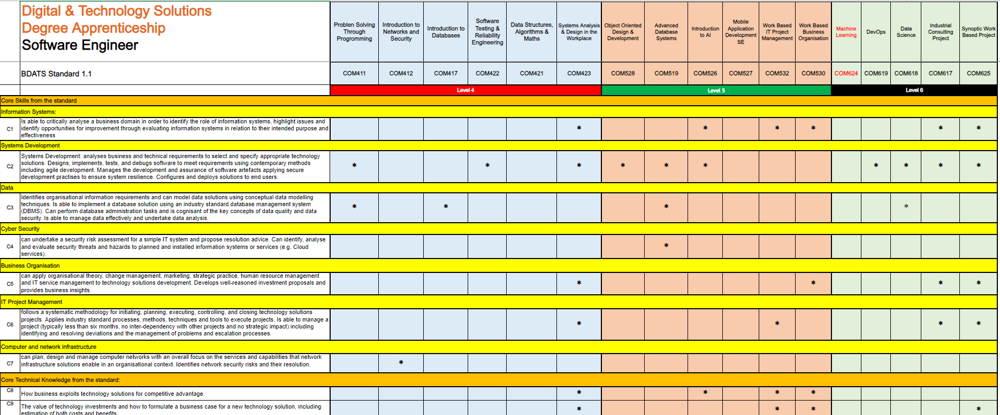 Digital & Technology Solutions
Degree Apprenticeship
Software Engineer
Problen Solving
Through
Progromming
Introduction to
Networks and
Security
Introduction to
Databases
Software
Testing &
Reliability
Engineering
Data Structures,
Algorithms &
Maths
Systems Analysis
& Design in the
Workplace
Object Oriented
Design &
Development
Advanced
Database
Systems
Introduction
to AI
Mobile
Application
Development
SE
Work Based
IT Project
Management
Work Based
Business
Organisation
Machine
Learning
DevOps
Data
Science
Industrial
Consulting
Project
Synoptic Work
Based Project
BDATS Standard 1.1
COM411
COM412
COM417
COM422
COM421
COM423
COM528
COM519
COM526
COM527
COM532
COM530
COM624
COM619
COM618
COM617
COM625
Level 4
Level 5
Level 6
Core Skills from the standard
Information Systems:
C1
Is able to critically analyse a business domain in order to identify the role of information systems, highlight issues and
identify opportunities for improvement through evaluating information systems in relation to their intended purpose and
effectiveness
* * * * * *
Systems Development
C2
Systems Development: analyses business and technical requirements to select and specify appropriate technology
solutions. Designs, implements, tests, and debugs software to meet requirements using contemporary methods
including agile development. Manages the development and assurance of software artefacts applying secure
development practises to ensure system resilience. Configures and deploys solutions to end users.
* * * * * * * * * *
Data
C3
Identifies organisational information requirements and can model data solutions using conceptual data modelling
techniques. Is able to implement a database solution using an industry standard database management system
(DBMS). Can perform database administration tasks and is cognisant of the key concepts of data quality and data
security. Is able to manage data effectively and undertake data analysis.
* * * *
Cyber Security
C4
can undertake a security risk assessment for a simple IT system and propose resolution advice. Can identify, analyse
and evaluate security threats and hazards to planned and installed information systems or services (e.g. Cloud
services).
*
Business Organisation
C5
can apply organisational theory, change management, marketing, strategic practice, human resource management
and IT service management to technology solutions development. Develops well-reasoned investment proposals and
provides business insights.
* * * *
IT Project Management
C6
follows a systematic methodology for initiating, planning, executing, controlling, and closing technology solutions
projects. Applies industry standard processes, methods, techniques and tools to execute projects. Is able to manage a
project (typically less than six months, no inter-dependency with other projects and no strategic impact) including
identifying and resolving deviations and the management of problems and escalation processes.
* * * *
Computer and network infrastructure
C7
can plan, design and manage computer networks with an overall focus on the services and capabilities that network
infrastructure solutions enable in an organisational context. Identifies network security risks and their resolution.
*
Core Technical Knowledge from the standard:
C8
How business exploits technology solutions for competitive advantage.
* * * *
C9
The value of technology investments and how to formulate a business case for a new technology solution, including
estimation of both costs and benefits
* * * *